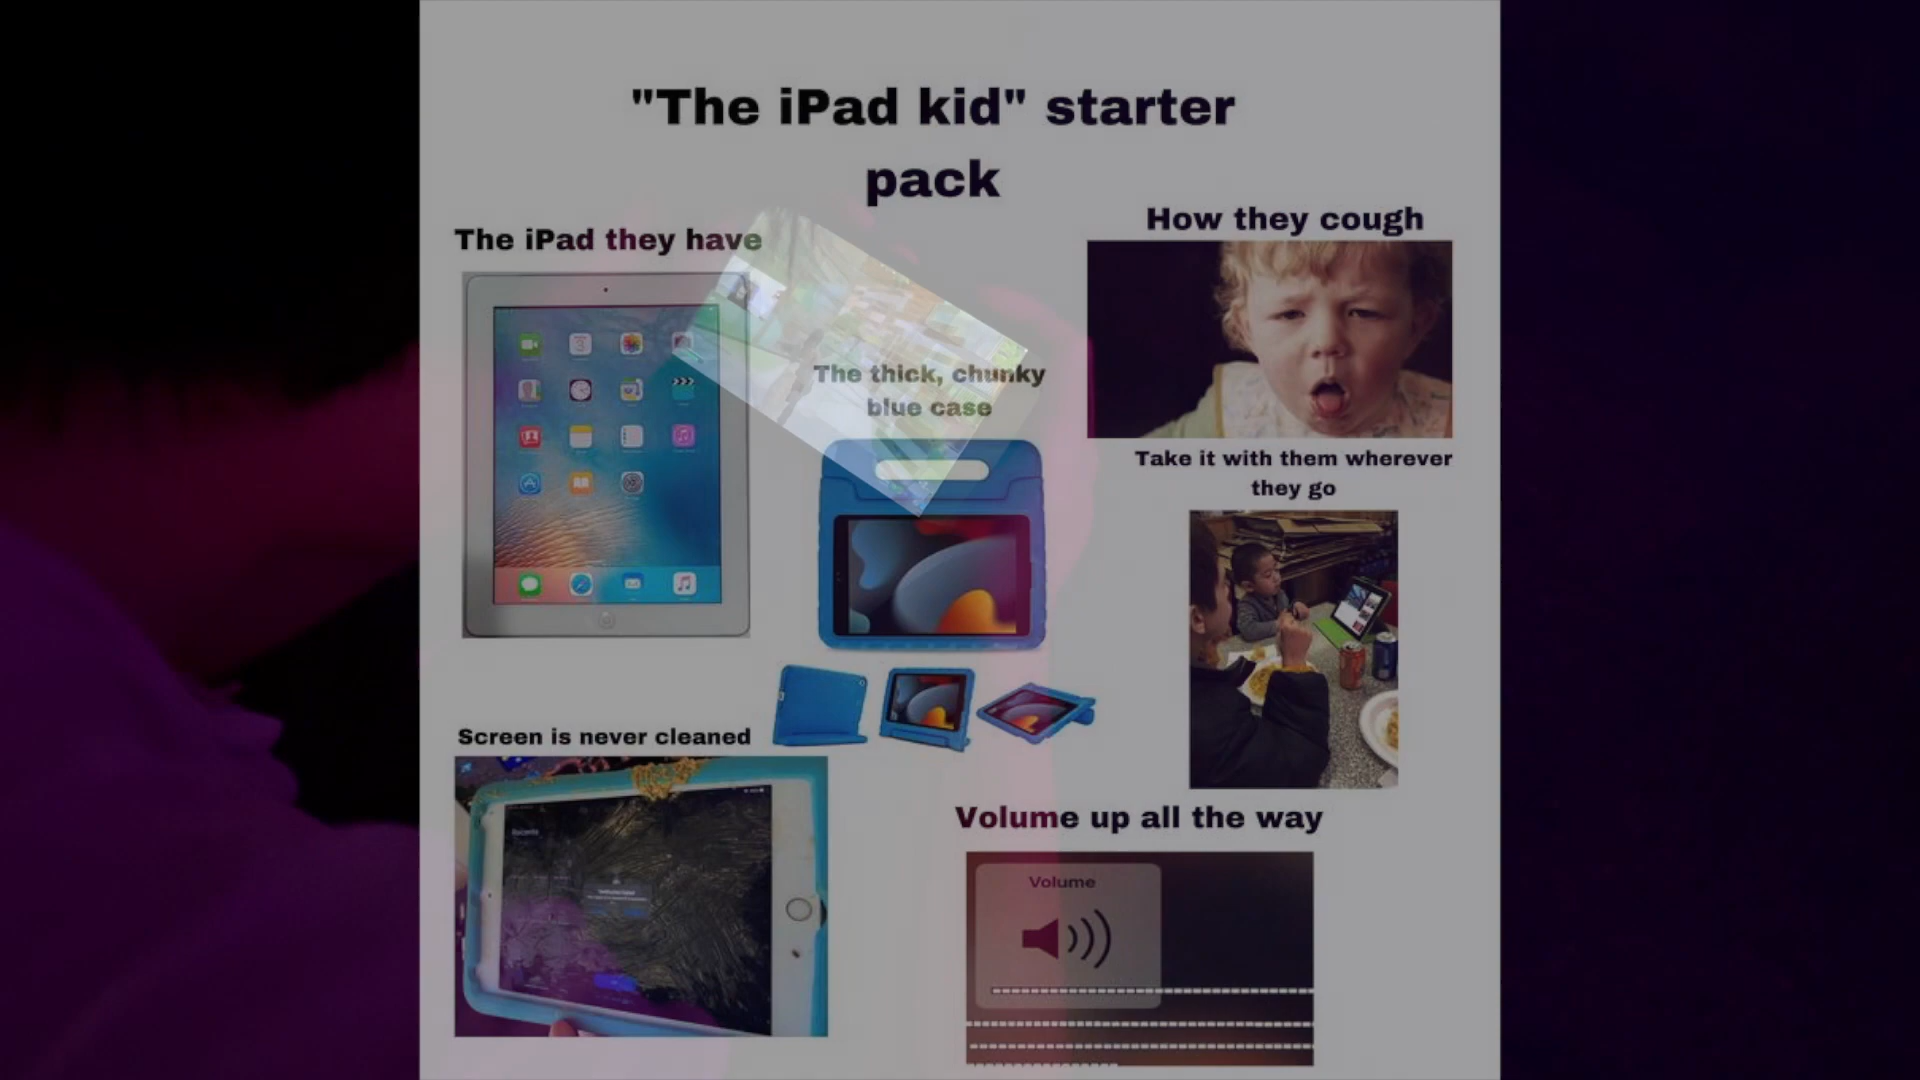 "The iPad kid" starter
pack
The iPad they have
How they cough
The thick, chunky
blue case
Take it with them wherever
they go
Screen is never cleaned
Volume up all the way
Volume